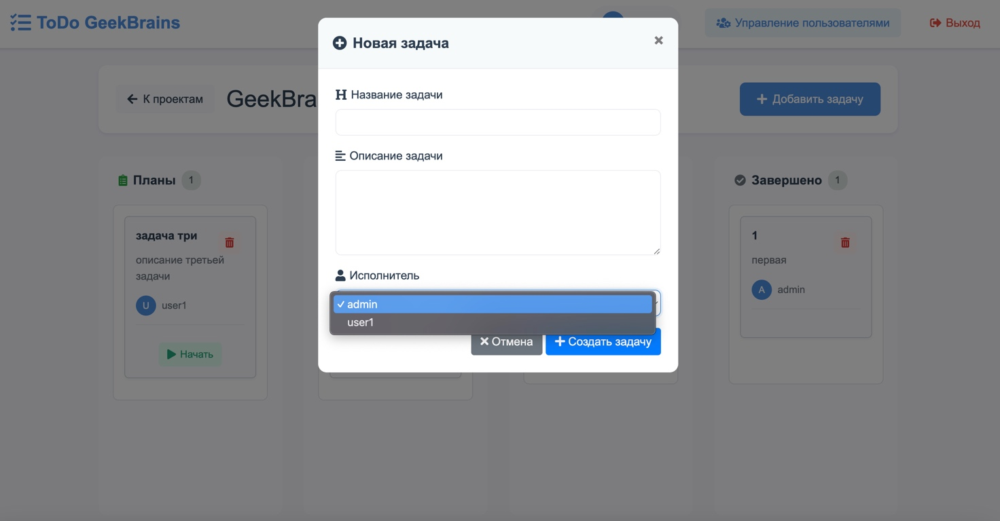 ToDo GeekBrains
Управление пользователями
Выход
Новая задача
К проектам
GeekBra
Добавить задачу
Название задачи
Описание задачи
Исполнитель
admin
user1
Отмена
Создать задачу
Планы 1
задача три
описание третьей
задачи
U user1
Начать
Завершено 1
1
первая
A admin